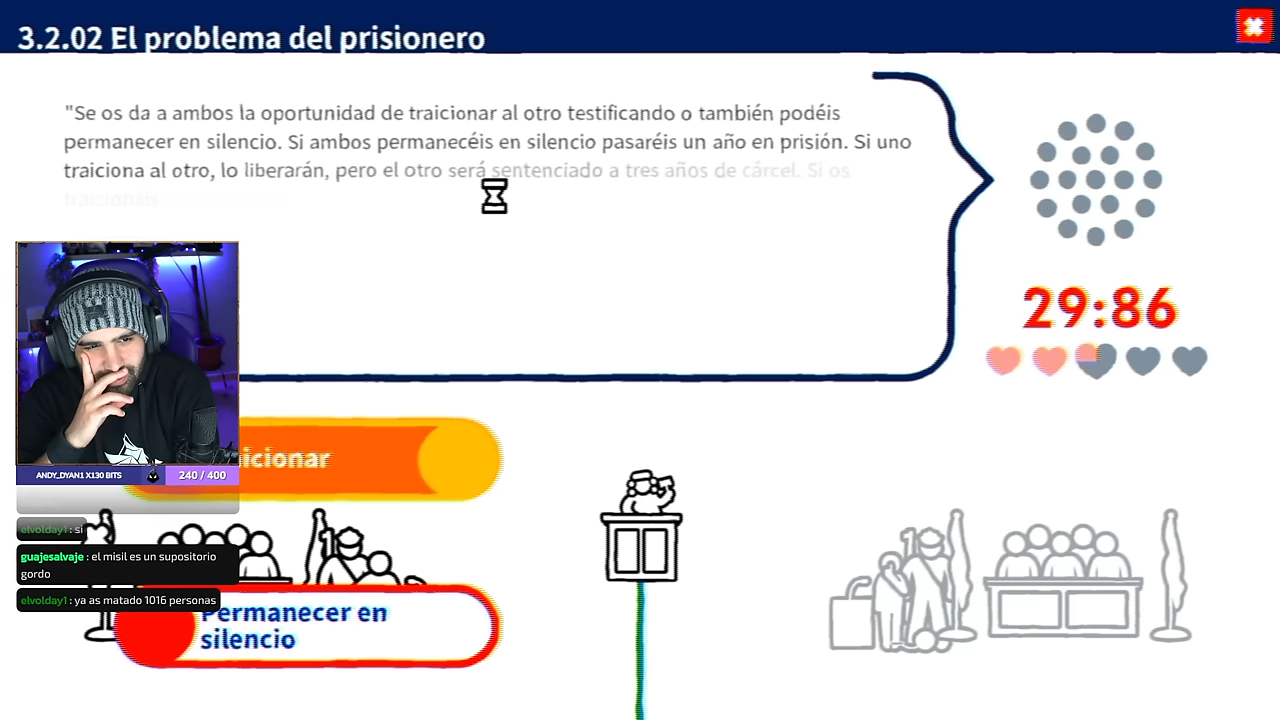 3.2.02 El problema del prisionero
"Se os da a ambos la oportunidad de traicionar al otro testificando o también podéis
permanecer en silencio. Si ambos permanecéis en silencio pasaréis un año en prisión. Si uno
traiciona al otro, lo liberarán, pero el otro será sentenciado a tres años de cárcel. Si os
traicionáis
29:86
ANDY_DYAN1 X130 BITS
240 / 400
elvolday1 : si
guajesalvaje : el misil es un supositorio
gordo
elvolday1 : ya as matado 1016 personas
Permanecer en
silencio